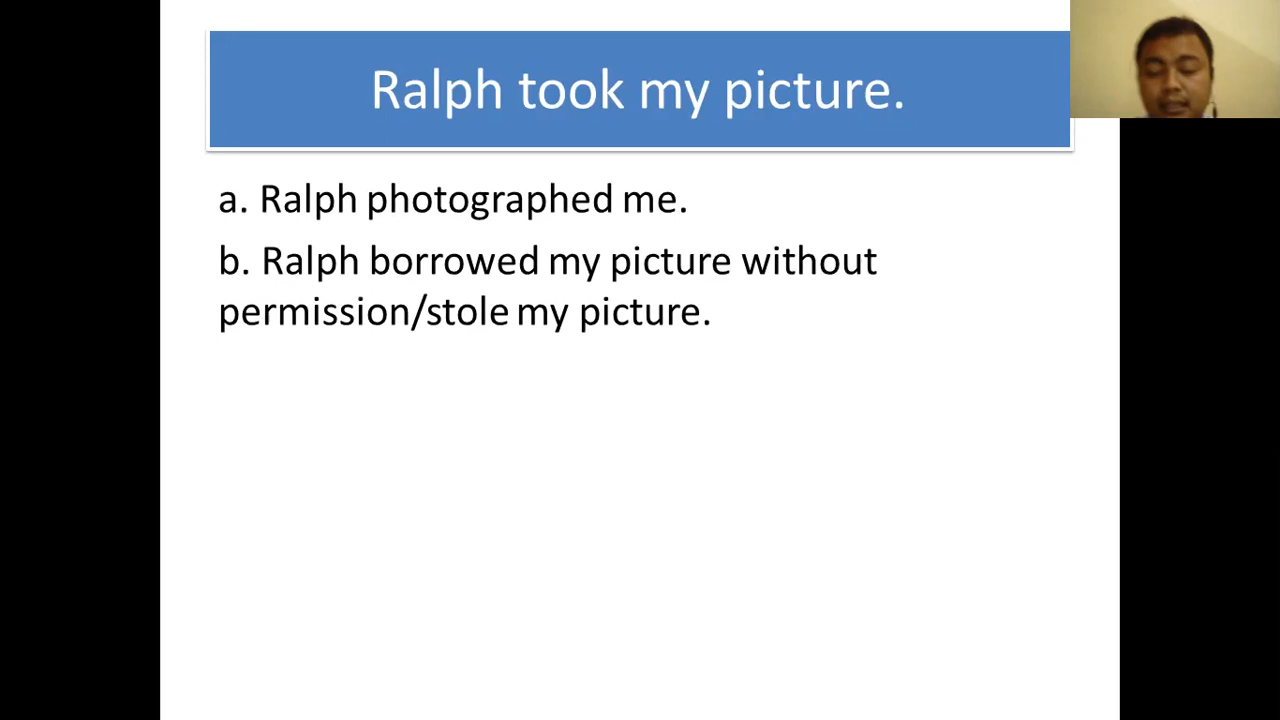 Ralph took my picture.
a. Ralph photographed me.
b. Ralph borrowed my picture without
permission/stole my picture.